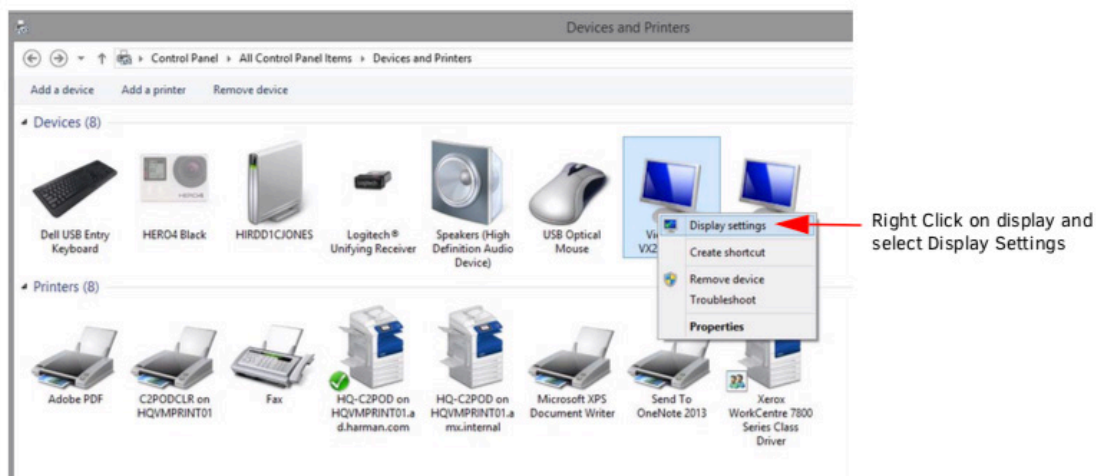 Devices and Printers
Control Panel ▸ All Control Panel Items ▸ Devices and Printers
Add a device Add a printer Remove device
Devices (8)
Dell USB Entry
Keyboard
HERO4 Black
HIRDD1CJONES
Logitech®
Unifying Receiver
Speakers (High
Definition Audio
Device)
USB Optical
Mouse
Display settings
Create shortcut
Remove device
Troubleshoot
Properties
Right Click on display and
select Display Settings
Printers (8)
Adobe PDF
C2PODCLR on
HQVMPRINT01
Fax
HQ-C2POD on
HQVMPRINT01.a
d.harman.com
HQ-C2POD on
HQVMPRINT01.a
mx.internal
Microsoft XPS
Document Writer
Send To
OneNote 2013
Xerox
WorkCentre 7800
Series Class
Driver